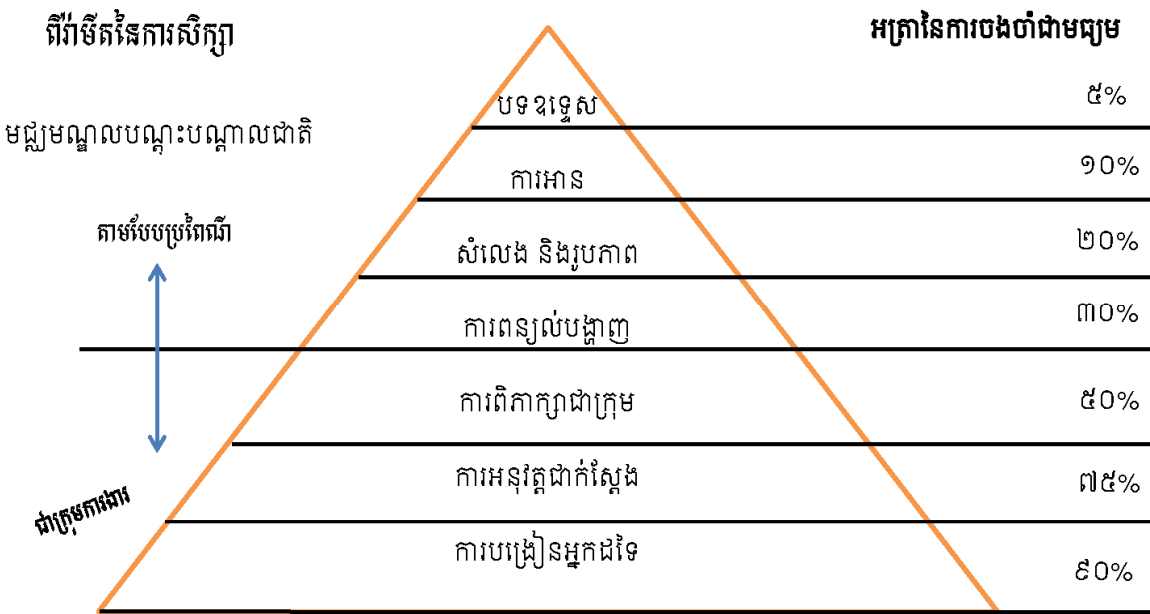 ពីរ៉ាមីតនៃការសិក្សា
អត្រានៃការចងចាំជាមធ្យម
មជ្ឈមណ្ឌលបណ្តុះបណ្តាលជាតិ
បទឧទ្ទេស
៥%
ការអាន
១០%
តាមបែបប្រពៃណី
សំលេង និងរូបភាព
២០%
ការពន្យល់បង្ហាញ
៣០%
ការពិភាក្សាជាក្រុម
៥០%
ការអនុវត្តជាក់ស្តែង
៧៥%
ជាក្រុមការងារ
ការបង្រៀនអ្នកដទៃ
៩០%